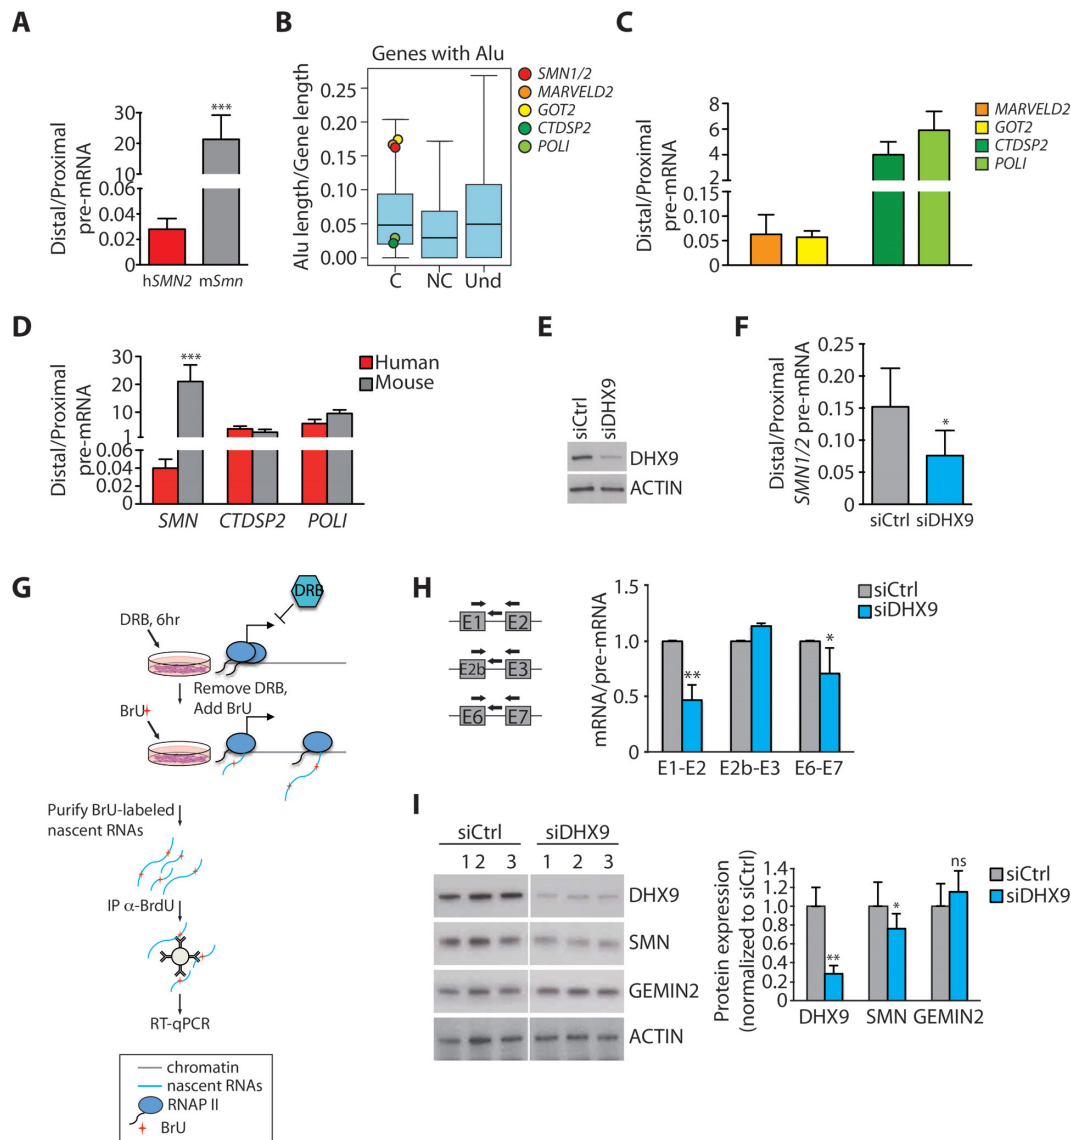 A
Distal/Proximal
pre-mRNA
30
20
10
0.06
0.04
0.02
0
***
hSMN2 mSmn
B
Genes with Alu
Alu length/Gene length
0.25
0.20
0.15
0.10
0.05
0.00
C NC Und
SMN1/2
MARVELD2
GOT2
CTDSP2
POLI
C
Distal/Proximal
pre-mRNA
8
6
4
2
0.15
0.10
0.05
0
MARVELD2
GOT2
CTDSP2
POLI
D
Distal/Proximal
pre-mRNA
30
20
10
1
0.06
0.04
0.02
0
***
Human
Mouse
SMN CTDSP2 POLI
E
siCtrl
siDHX9
DHX9
ACTIN
F
Distal/Proximal
SMN1/2 pre-mRNA
0.25
0.20
0.15
0.10
0.05
0
*
siCtrl siDHX9
G
DRB
DRB, 6hr
Remove DRB,
Add BrU
BrU
Purify BrU-labeled
nascent RNAs
IP α-BrdU
RT-qPCR
chromatin
nascent RNAs
RNAP II
BrU
H
E1 E2
E2b E3
E6 E7
mRNA/pre-mRNA
1.5
1.0
0.5
0
**
*
siCtrl
siDHX9
E1-E2 E2b-E3 E6-E7
I
siCtrl siDHX9
1 2 3 1 2 3
DHX9
SMN
GEMIN2
ACTIN
Protein expression
(normalized to siCtrl)
1.4
1.2
1.0
0.8
0.6
0.4
0.2
0
**
*
ns
siCtrl
siDHX9
DHX9 SMN GEMIN2